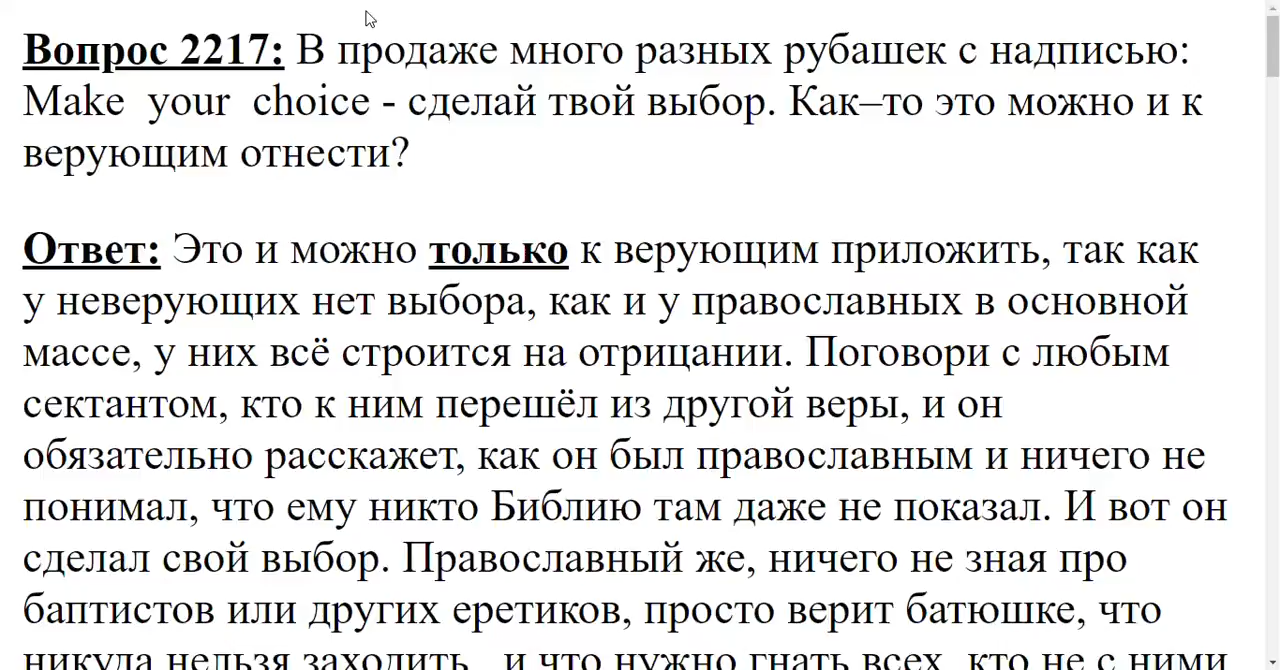 Вопрос 2217: В продаже много разных рубашек с надписью:
Make your choice - сделай твой выбор. Как–то это можно и к
верующим отнести?
Ответ: Это и можно только к верующим приложить, так как
у неверующих нет выбора, как и у православных в основной
массе, у них всё строится на отрицании. Поговори с любым
сектантом, кто к ним перешёл из другой веры, и он
обязательно расскажет, как он был православным и ничего не
понимал, что ему никто Библию там даже не показал. И вот он
сделал свой выбор. Православный же, ничего не зная про
баптистов или других еретиков, просто верит батюшке, что
никуда нельзя заходить, и что нужно гнать всех, кто не с ними